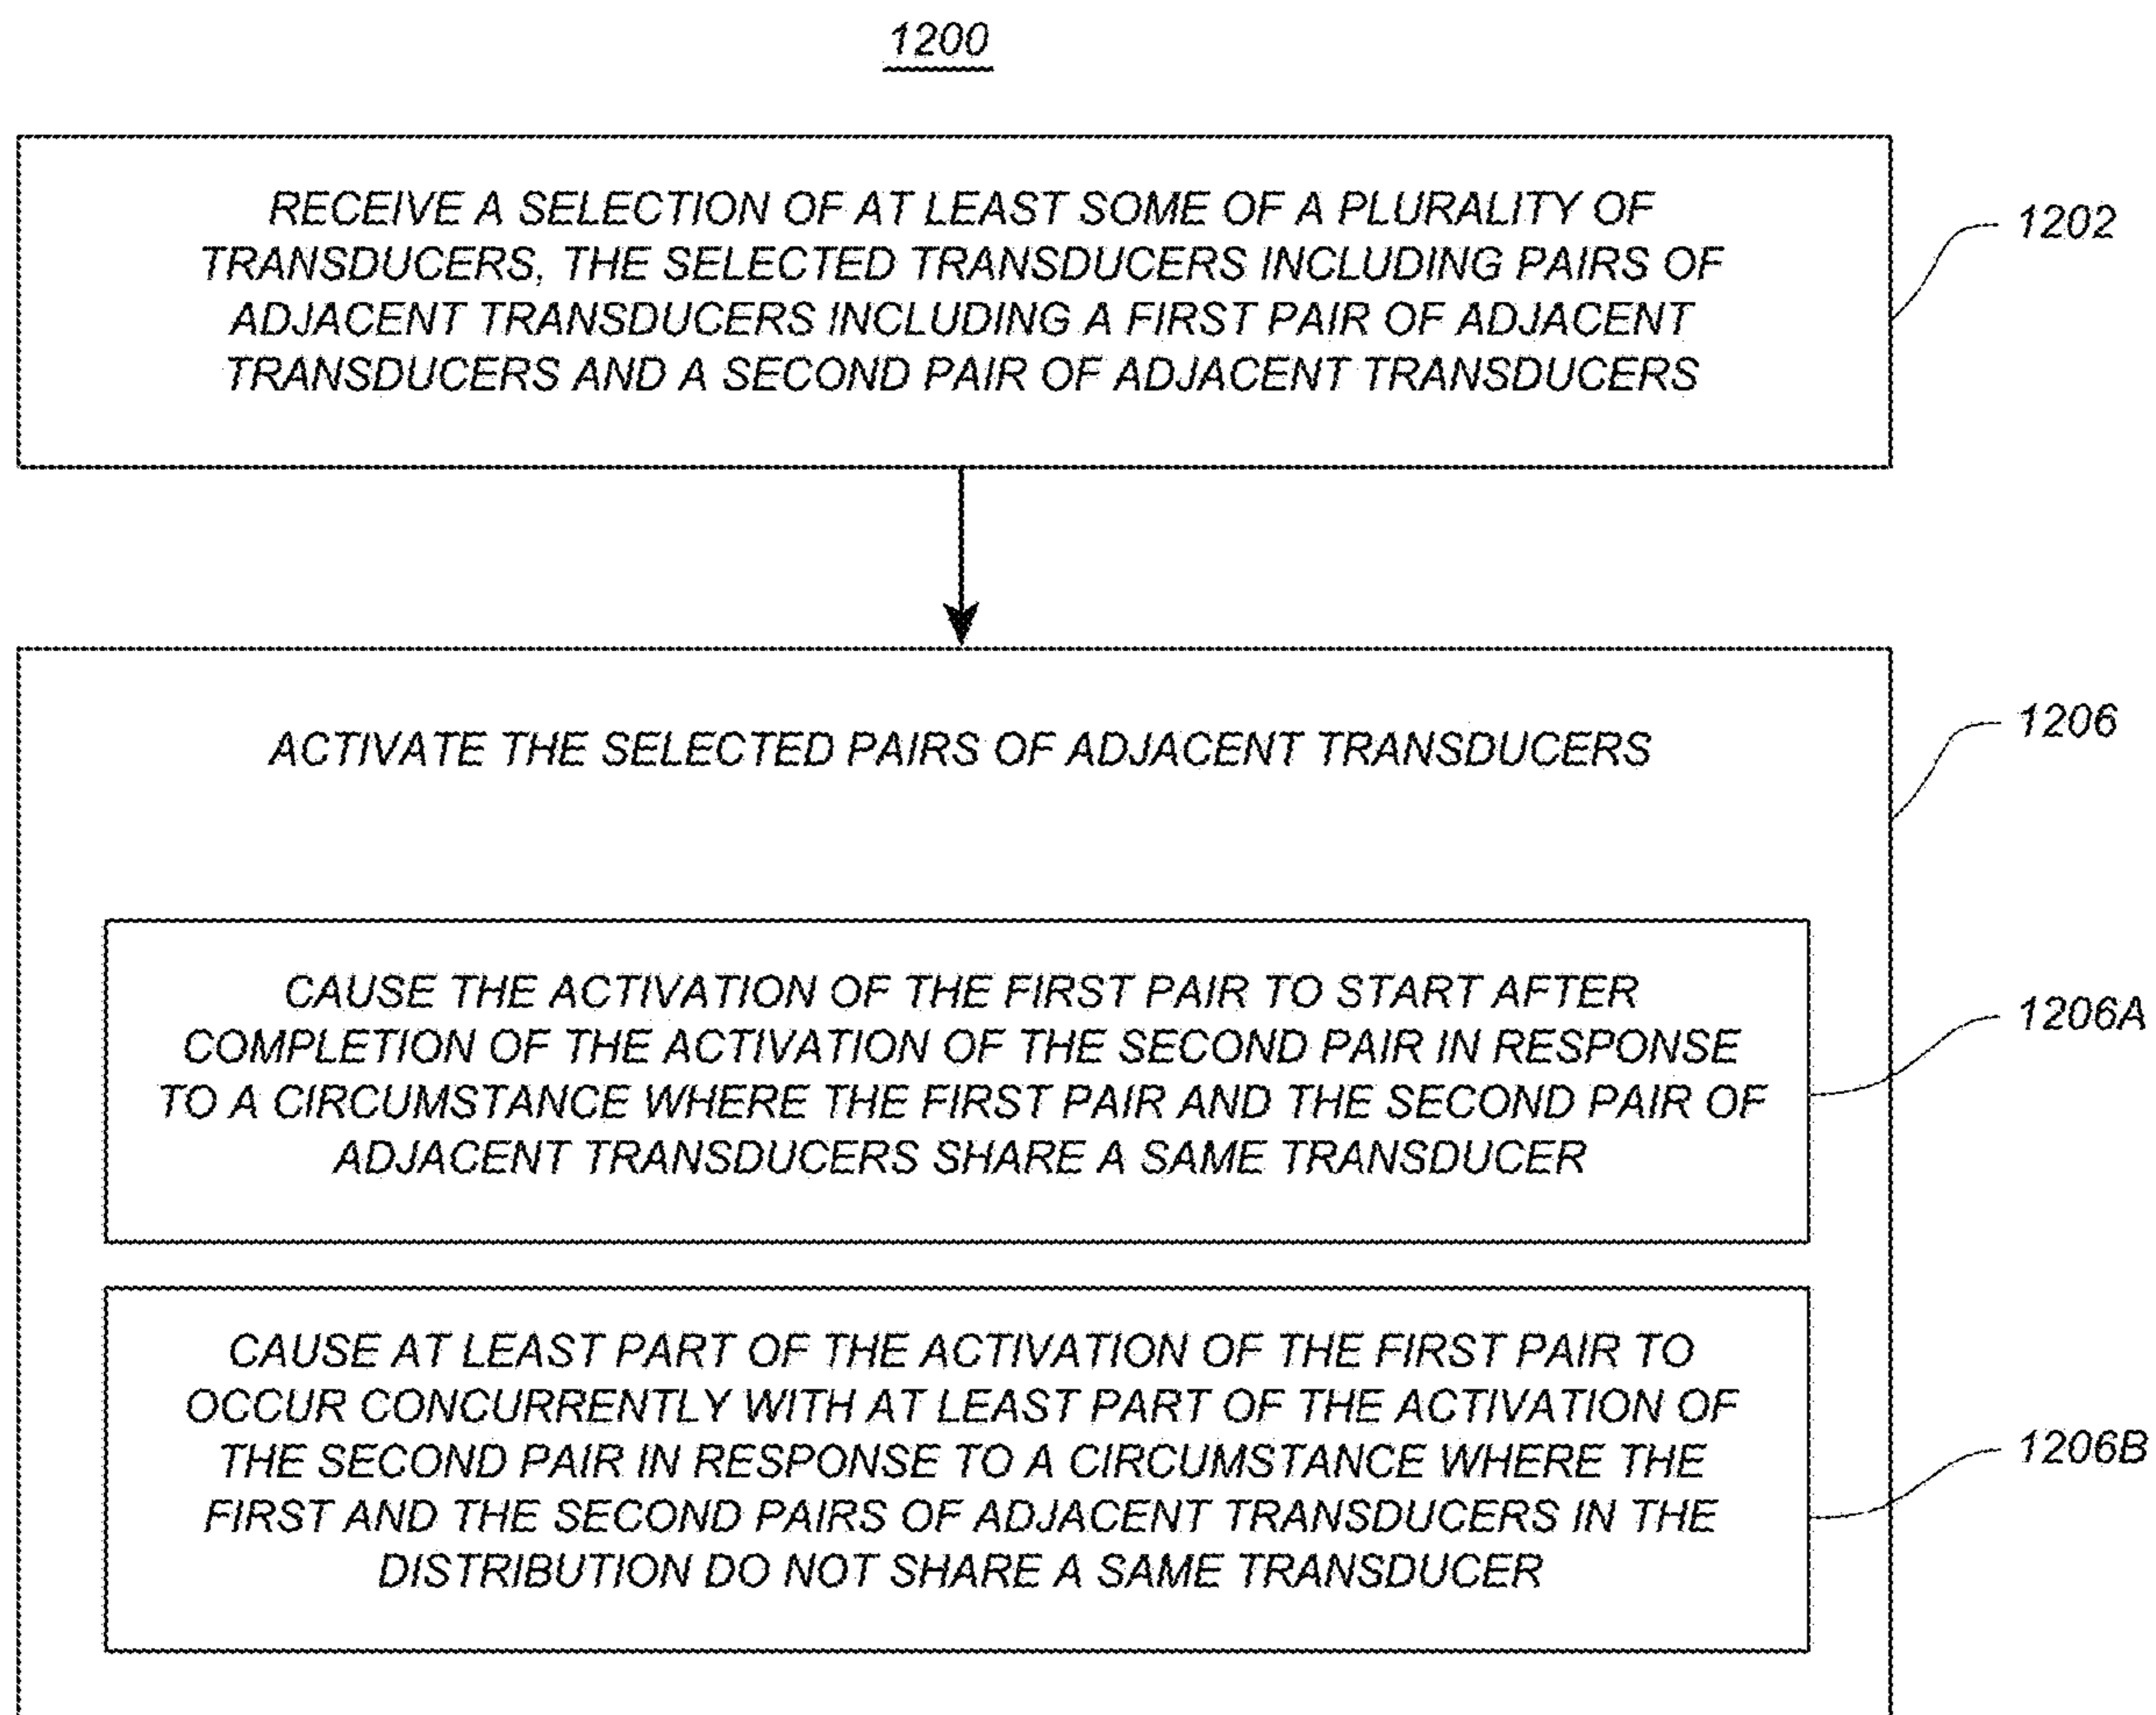 1200
RECEIVE A SELECTION OF AT LEAST SOME OF A PLURALITY OF
TRANSDUCERS, THE SELECTED TRANSDUCERS INCLUDING PAIRS OF
ADJACENT TRANSDUCERS INCLUDING A FIRST PAIR OF ADJACENT
TRANSDUCERS AND A SECOND PAIR OF ADJACENT TRANSDUCERS
1202
ACTIVATE THE SELECTED PAIRS OF ADJACENT TRANSDUCERS
1206
CAUSE THE ACTIVATION OF THE FIRST PAIR TO START AFTER
COMPLETION OF THE ACTIVATION OF THE SECOND PAIR IN RESPONSE
TO A CIRCUMSTANCE WHERE THE FIRST PAIR AND THE SECOND PAIR OF
ADJACENT TRANSDUCERS SHARE A SAME TRANSDUCER
1206A
CAUSE AT LEAST PART OF THE ACTIVATION OF THE FIRST PAIR TO
OCCUR CONCURRENTLY WITH AT LEAST PART OF THE ACTIVATION OF
THE SECOND PAIR IN RESPONSE TO A CIRCUMSTANCE WHERE THE
FIRST AND THE SECOND PAIRS OF ADJACENT TRANSDUCERS IN THE
DISTRIBUTION DO NOT SHARE A SAME TRANSDUCER
1206B